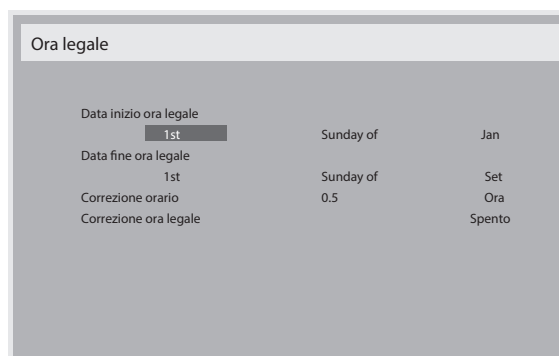 Ora legale
Data inizio ora legale
1st Sunday of Jan
Data fine ora legale
1st Sunday of Set
Correzione orario 0.5 Ora
Correzione ora legale Spento